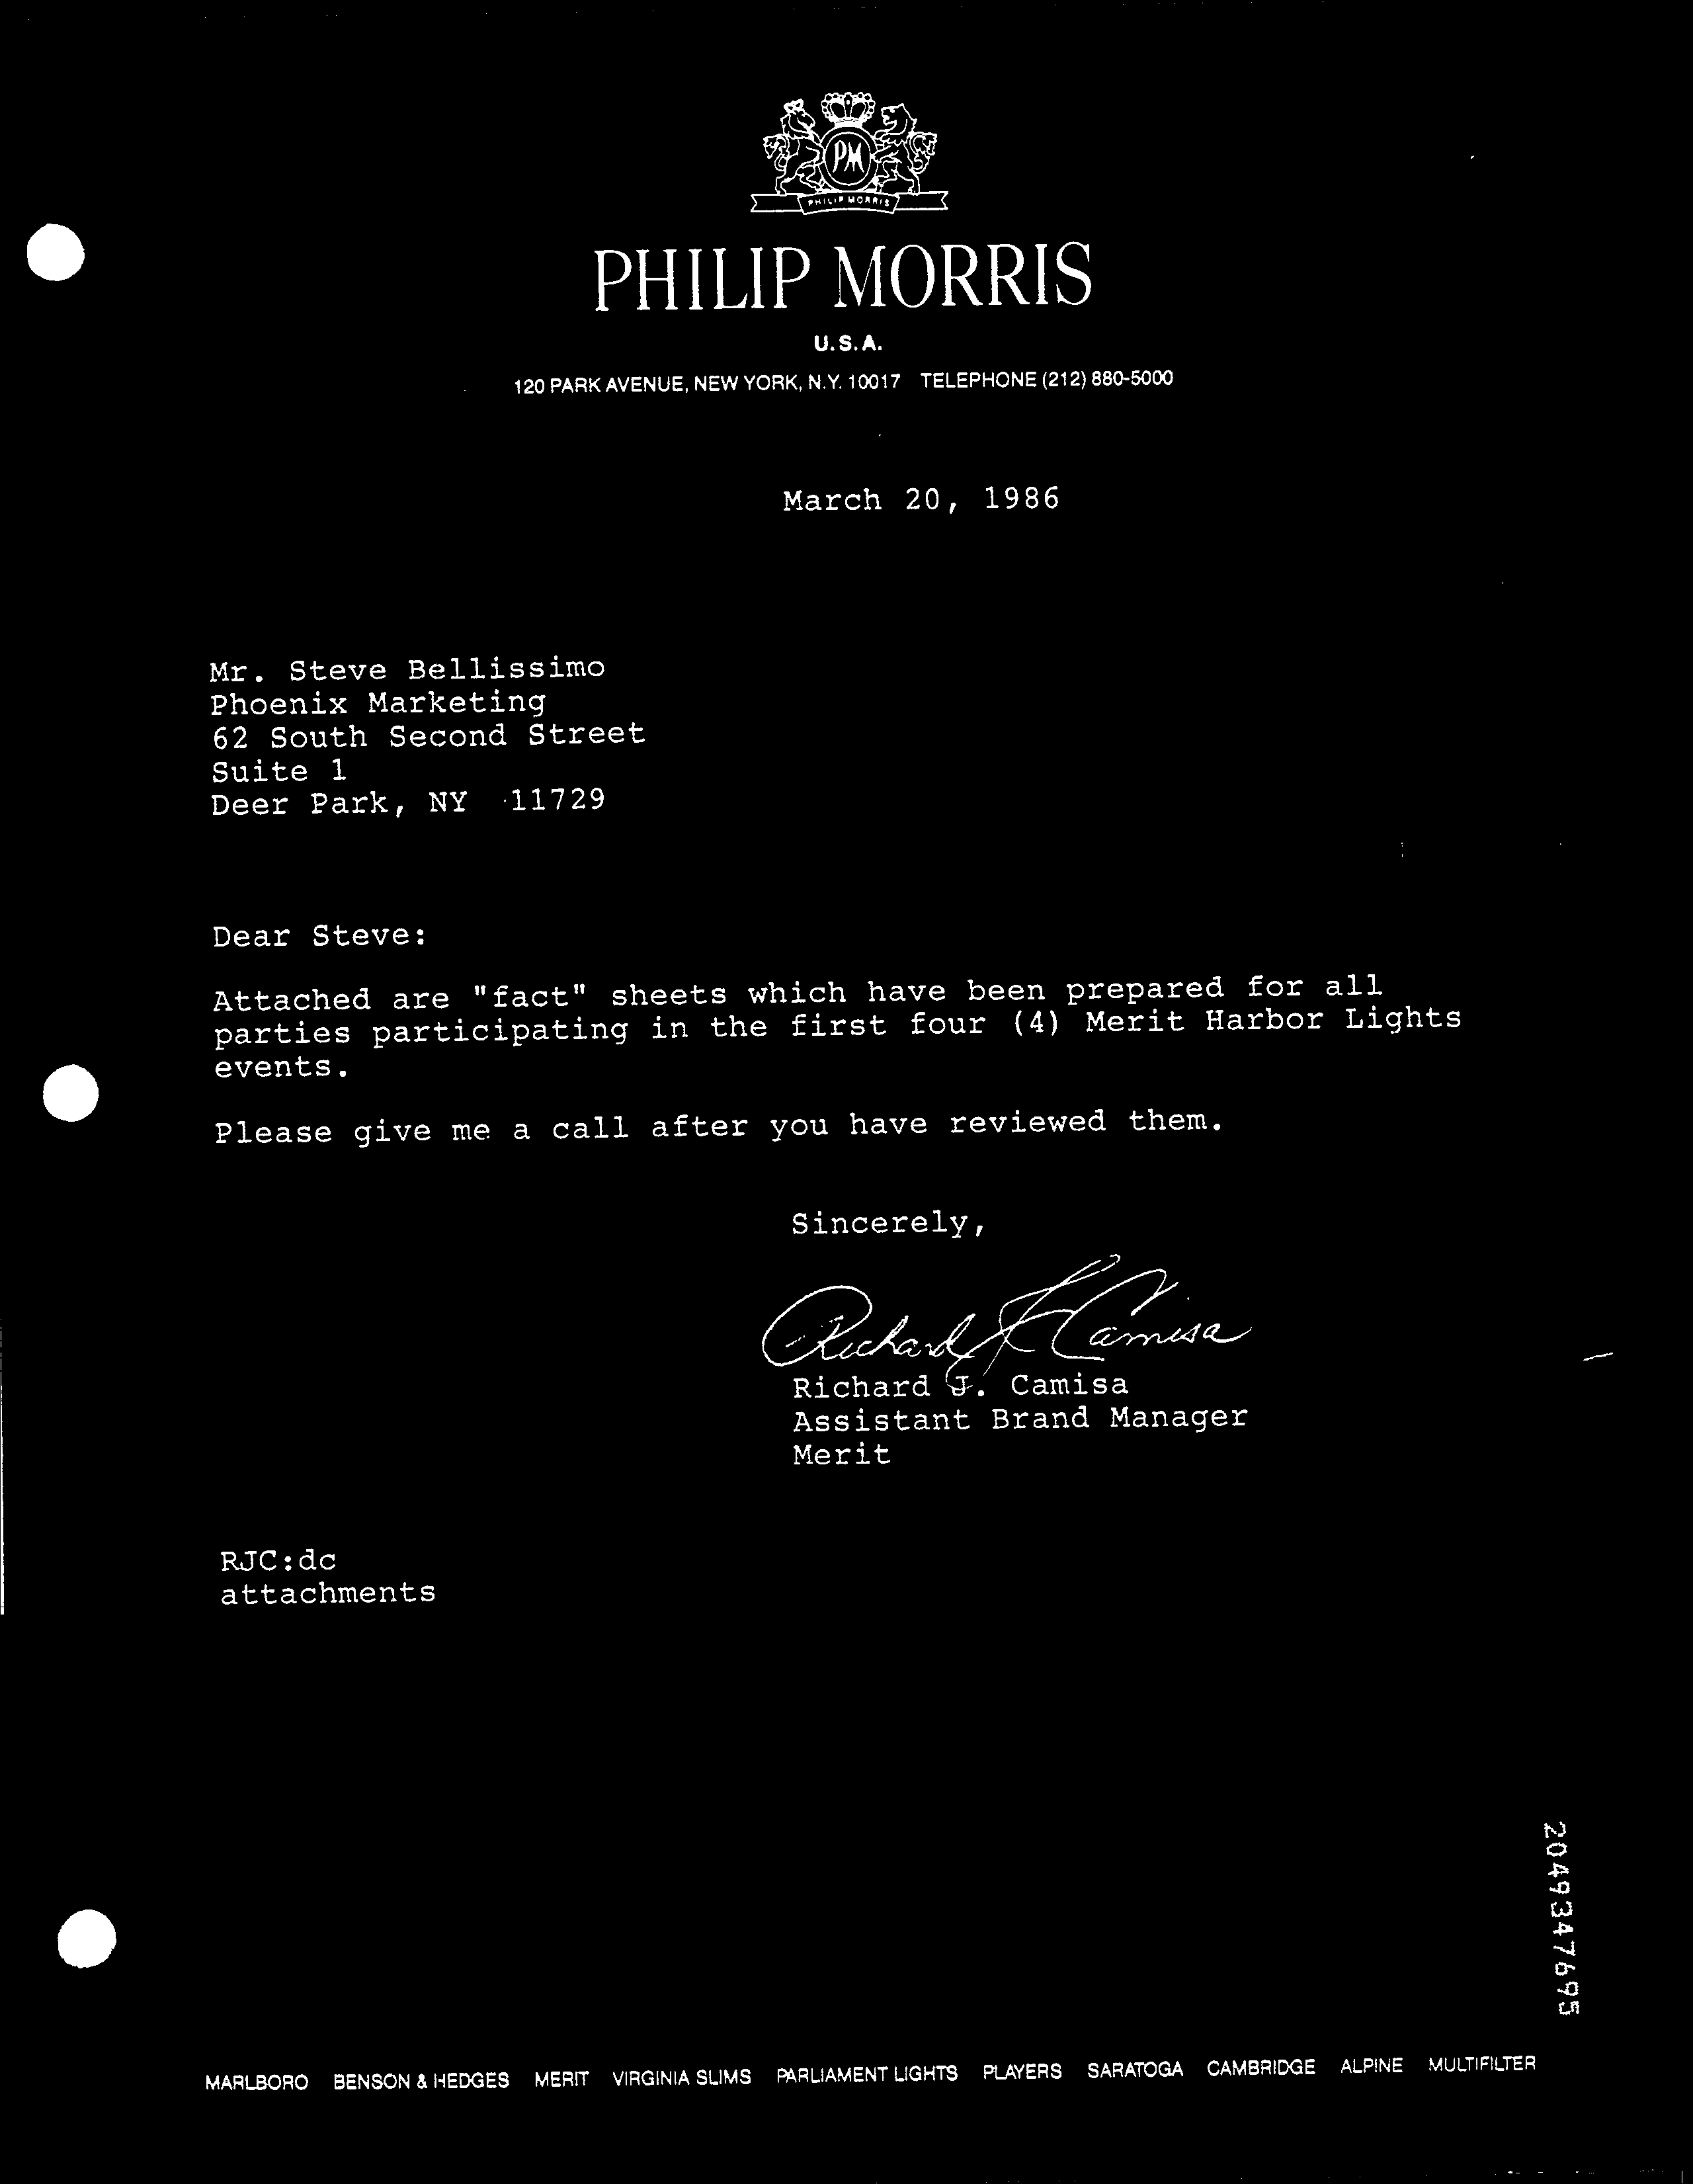 PM
PHILIP MORRIS
PHILIP MORRIS
U.S.A.
120 PARK AVENUE, NEW YORK, N.Y. 10017 TELEPHONE (212) 880-5000
March 20, 1986
Mr. Steve Bellissimo
Phoenix Marketing
62 South Second Street
Suite 1
Deer Park, NY 11729
Dear Steve:
Attached are "fact" sheets which have been prepared for all
parties participating in the first four (4) Merit Harbor Lights
events.
Please give me a call after you have reviewed them.
Sincerely,
Richard J. Camisa
Richard J. Camisa
Assistant Brand Manager
Merit
RJC:dc
attachments
2049347695
MARLBORO BENSON & HEDGES MERIT VIRGINIA SLIMS PARLIAMENT LIGHTS PLAYERS SARATOGA CAMBRIDGE ALPINE MULTIFILTER